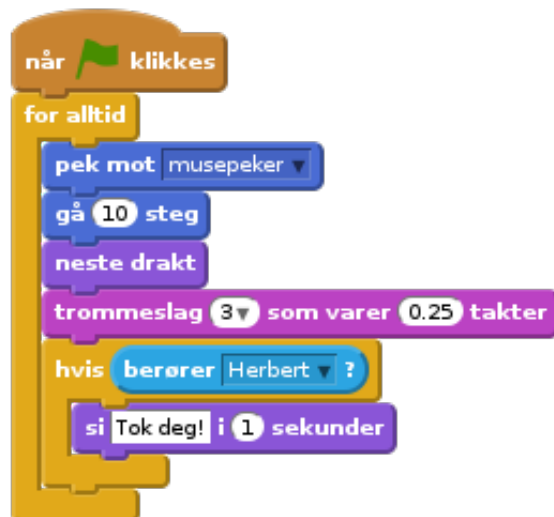 når klikkes
for alltid
pek mot musepeker
gå 10 steg
neste drakt
trommeslag 3 som varer 0.25 takter
hvis berører Herbert ?
si Tok deg! i 1 sekunder